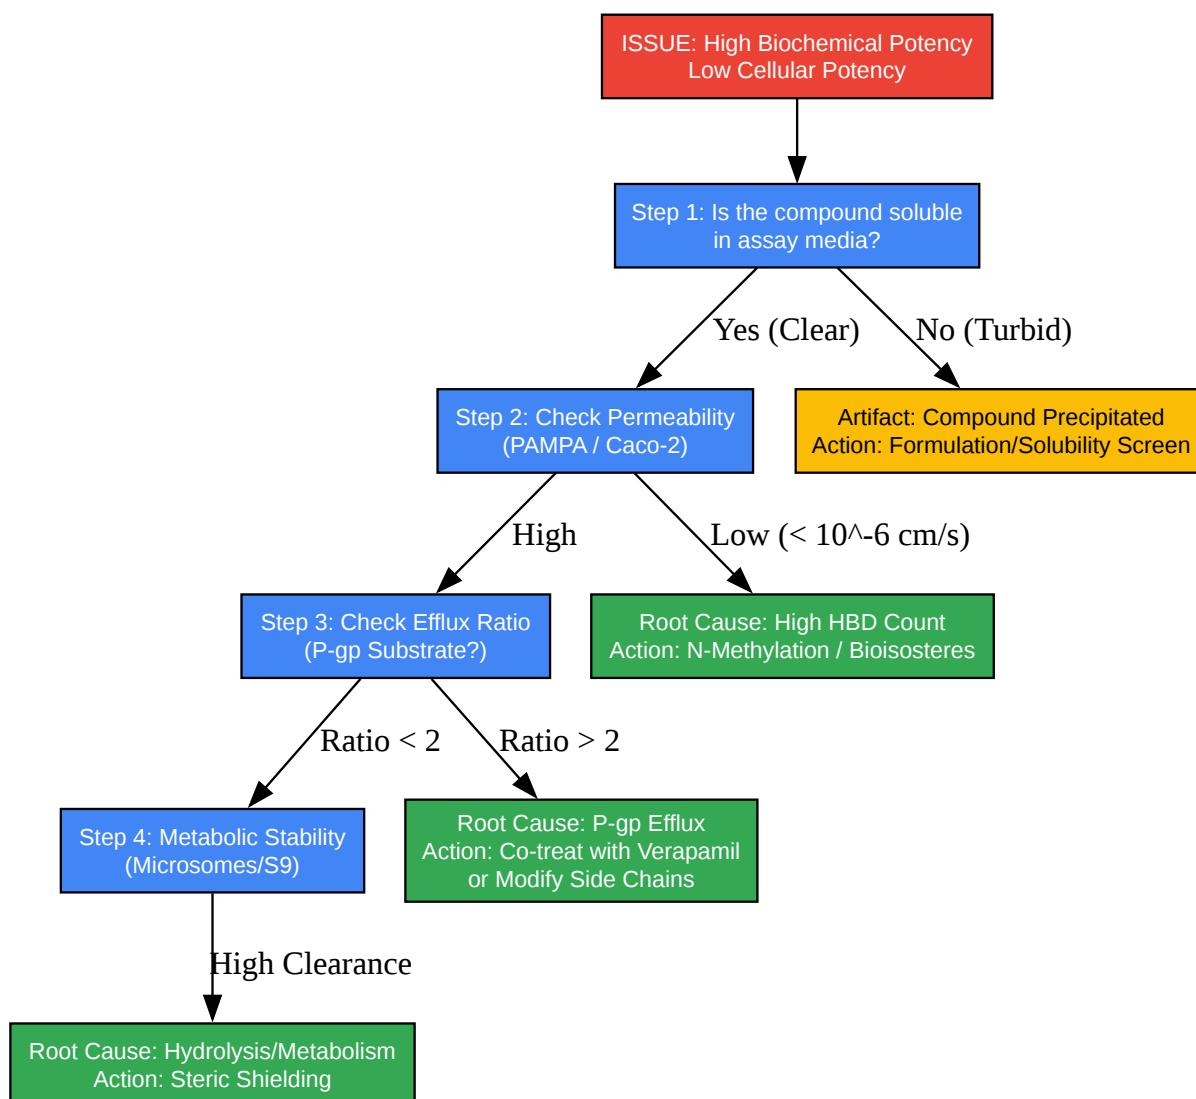 ISSUE: High Biochemical Potency
Low Cellular Potency
Step 1: Is the compound soluble
in assay media?
Yes (Clear)
No (Turbid)
Step 2: Check Permeability
(PAMPA / Caco-2)
Artifact: Compound Precipitated
Action: Formulation/Solubility Screen
High
Low (< 10^-6 cm/s)
Step 3: Check Efflux Ratio
(P-gp Substrate?)
Root Cause: High HBD Count
Action: N-Methylation / Bioisosteres
Ratio < 2
Ratio > 2
Step 4: Metabolic Stability
(Microsomes/S9)
Root Cause: P-gp Efflux
Action: Co-treat with Verapamil
or Modify Side Chains
High Clearance
Root Cause: Hydrolysis/Metabolism
Action: Steric Shielding